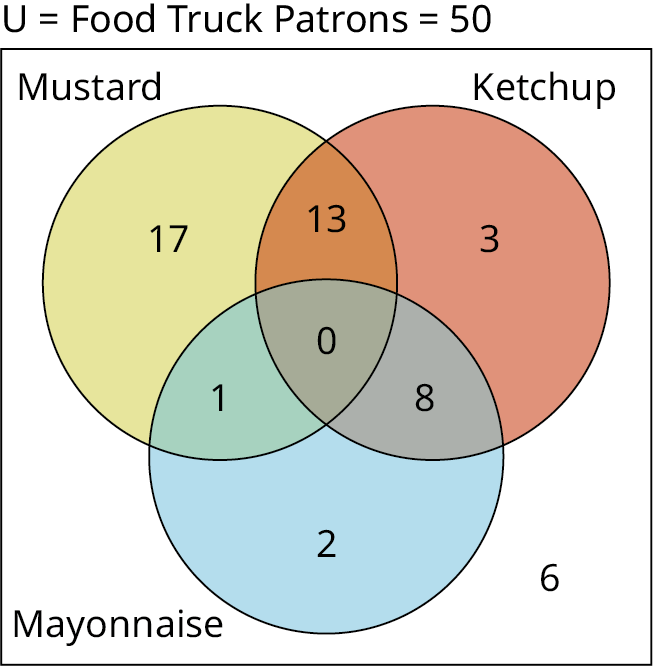 U = Food Truck Patrons = 50
Mustard
Ketchup
17
13
3
0
1
8
2
6
Mayonnaise